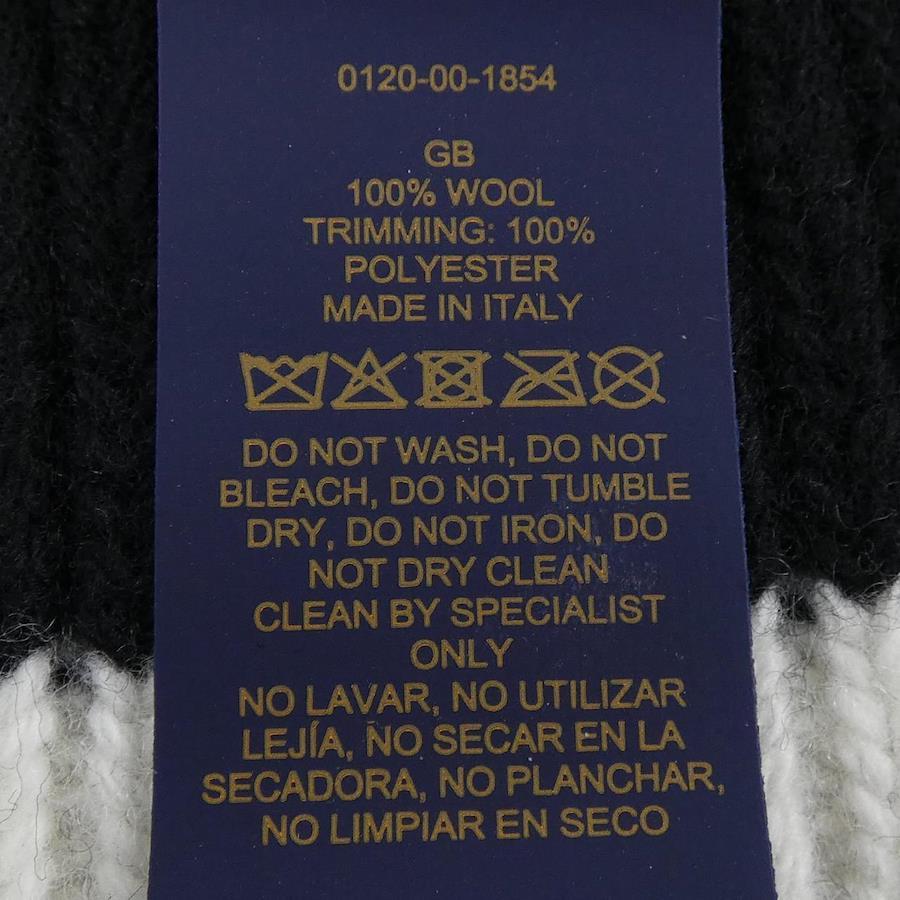 0120-00-1854
GB
100% WOOL
TRIMMING: 100%
POLYESTER
MADE IN ITALY
DO NOT WASH, DO NOT
BLEACH, DO NOT TUMBLE
DRY, DO NOT IRON, DO
NOT DRY CLEAN
CLEAN BY SPECIALIST
ONLY
NO LAVAR, NO UTILIZAR
LEJÍA, NO SECAR EN LA
SECADORA, NO PLANCHAR,
NO LIMPIAR EN SECO